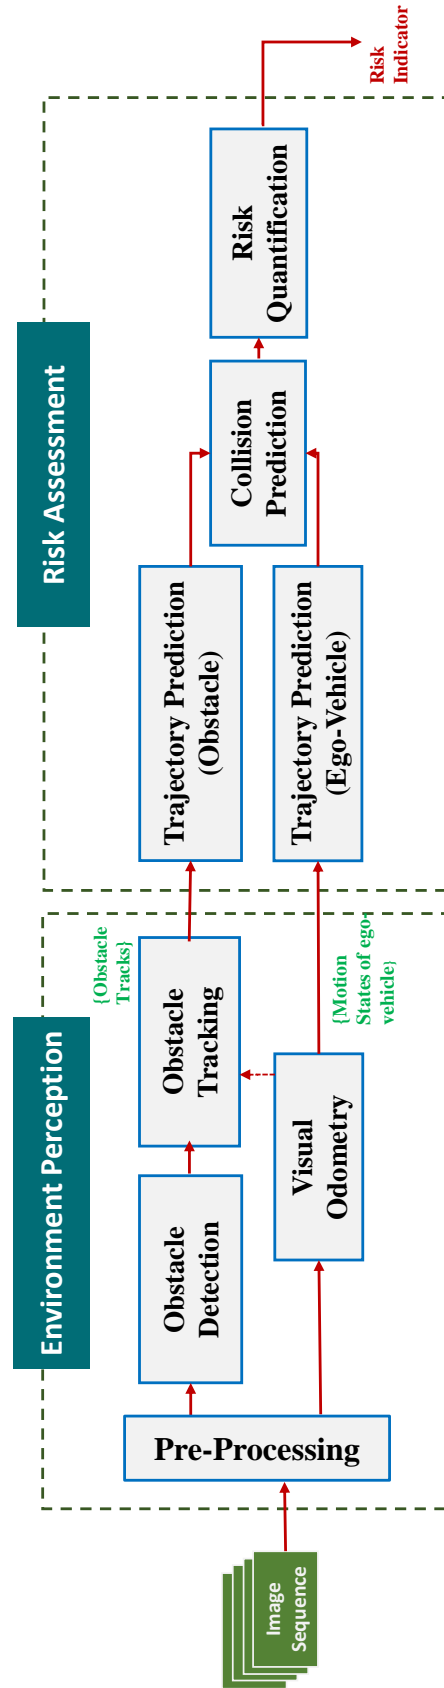 Image
Sequence
Environment Perception
Pre-Processing
Obstacle
Detection
Obstacle
Tracking
{Obstacle
Tracks}
Visual
Odometry
{Motion
States of ego-
vehicle}
Risk Assessment
Trajectory Prediction
(Obstacle)
Trajectory Prediction
(Ego-Vehicle)
Collision
Prediction
Risk
Quantification
Risk
Indicator